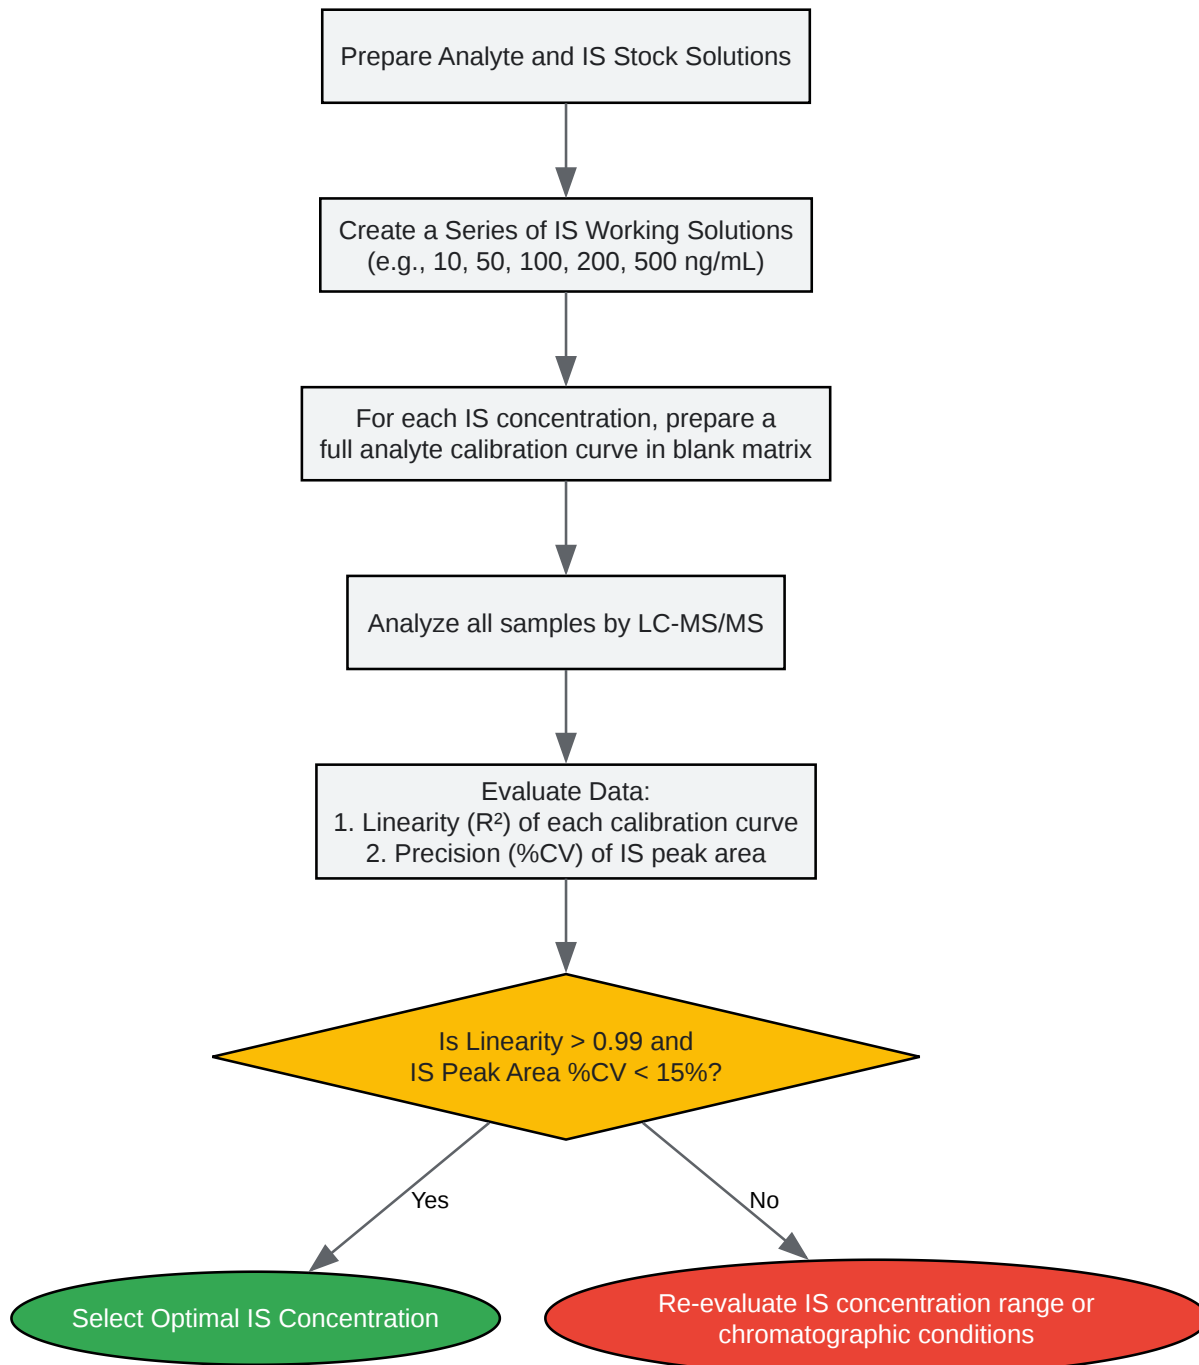 Prepare Analyte and IS Stock Solutions
Create a Series of IS Working Solutions
(e.g., 10, 50, 100, 200, 500 ng/mL)
For each IS concentration, prepare a
full analyte calibration curve in blank matrix
Analyze all samples by LC-MS/MS
Evaluate Data:
1. Linearity (R²) of each calibration curve
2. Precision (%CV) of IS peak area
Is Linearity > 0.99 and
IS Peak Area %CV < 15%?
Yes
No
Select Optimal IS Concentration
Re-evaluate IS concentration range or
chromatographic conditions